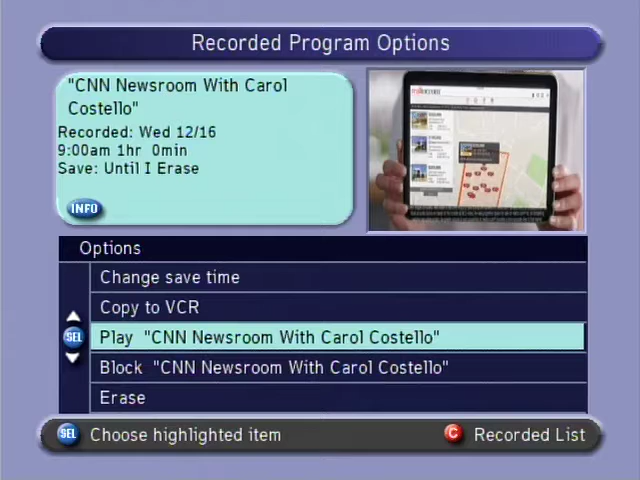 Recorded Program Options
"CNN Newsroom With Carol
Costello"
Recorded: Wed 12/16
9:00am 1hr 0min
Save: Until I Erase
INFO
Options
Change save time
Copy to VCR
SEL
Play "CNN Newsroom With Carol Costello"
Block "CNN Newsroom With Carol Costello"
Erase
SEL Choose highlighted item
C Recorded List